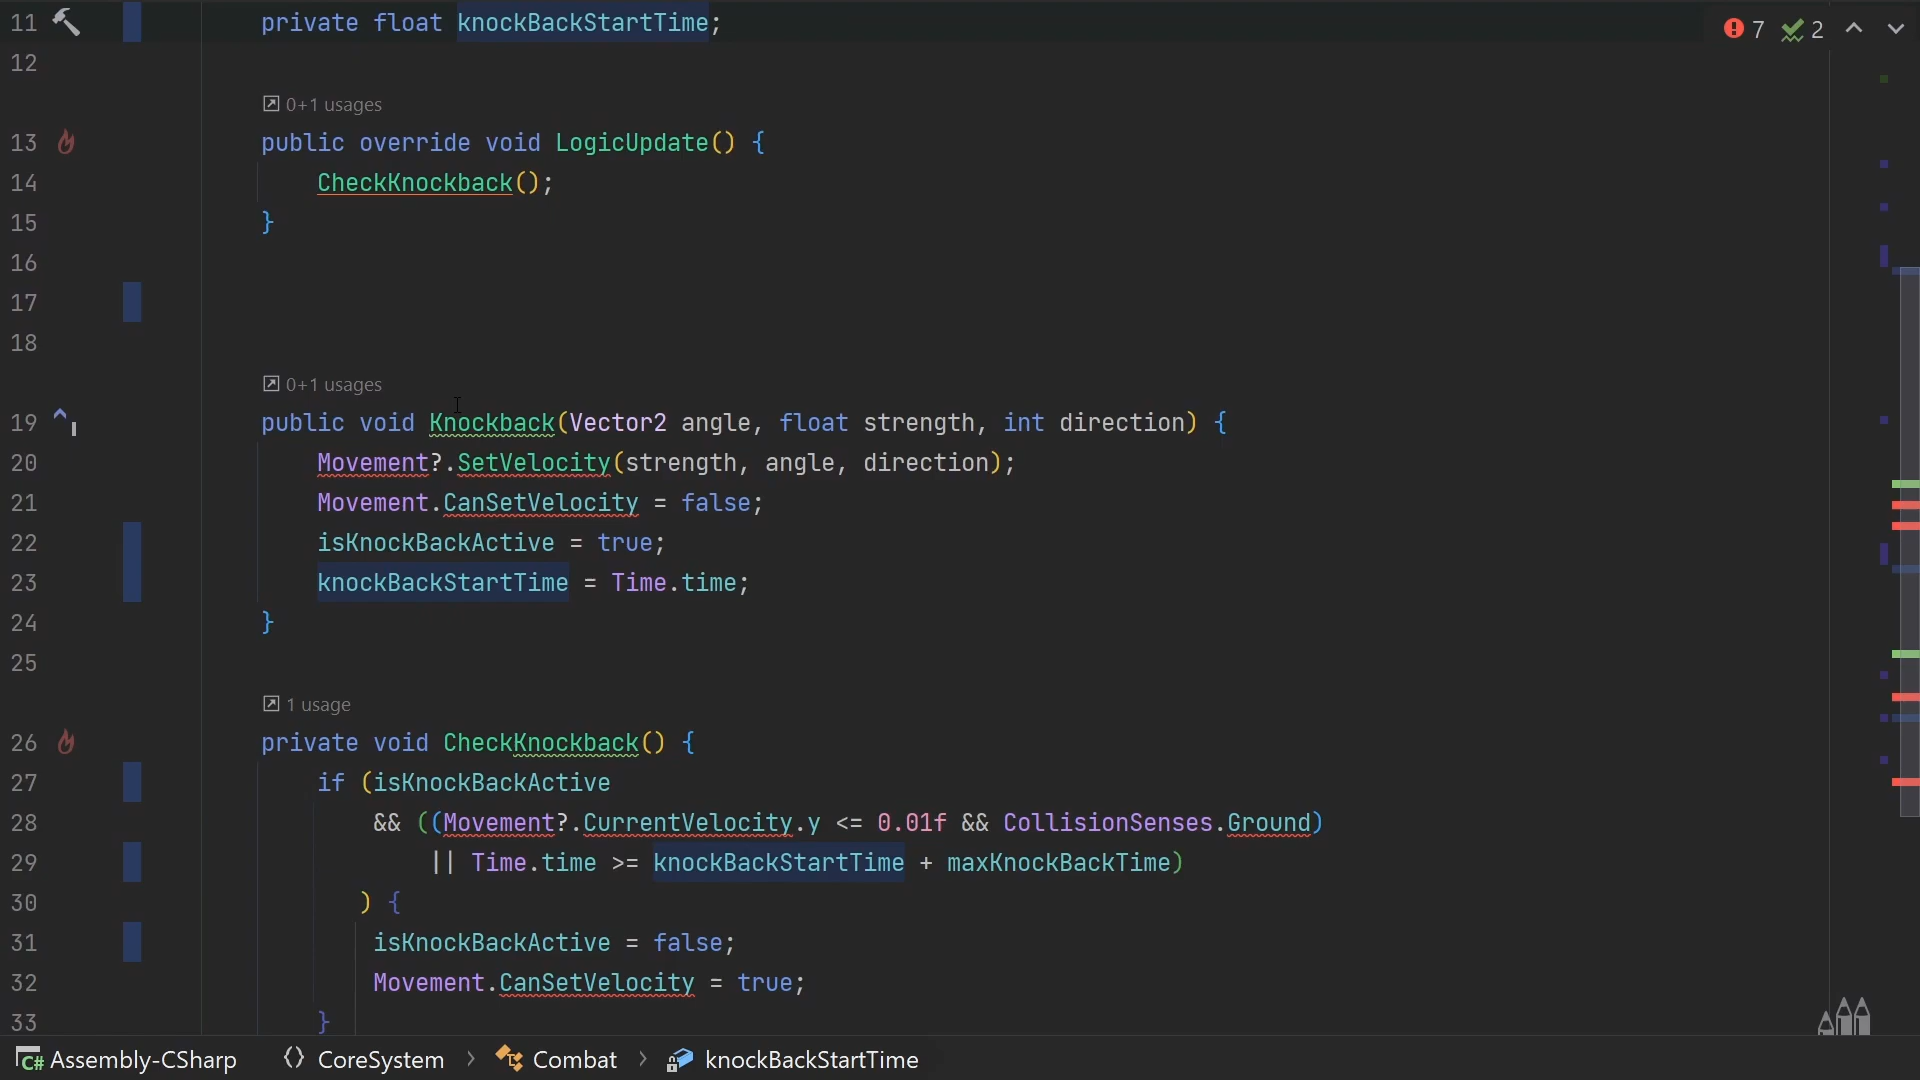 11 private float knockBackStartTime;
7 2
12
0+1 usages
13 public override void LogicUpdate() {
14 CheckKnockback();
15 }
16
17
18
0+1 usages
19 public void Knockback(Vector2 angle, float strength, int direction) {
20 Movement?.SetVelocity(strength, angle, direction);
21 Movement.CanSetVelocity = false;
22 isKnockBackActive = true;
23 knockBackStartTime = Time.time;
24 }
25
1 usage
26 private void CheckKnockback() {
27 if (isKnockBackActive
28 && ((Movement?.CurrentVelocity.y <= 0.01f && CollisionSenses.Ground)
29 || Time.time >= knockBackStartTime + maxKnockBackTime)
30 ) {
31 isKnockBackActive = false;
32 Movement.CanSetVelocity = true;
33 }
C# Assembly-CSharp CoreSystem > Combat > knockBackStartTime